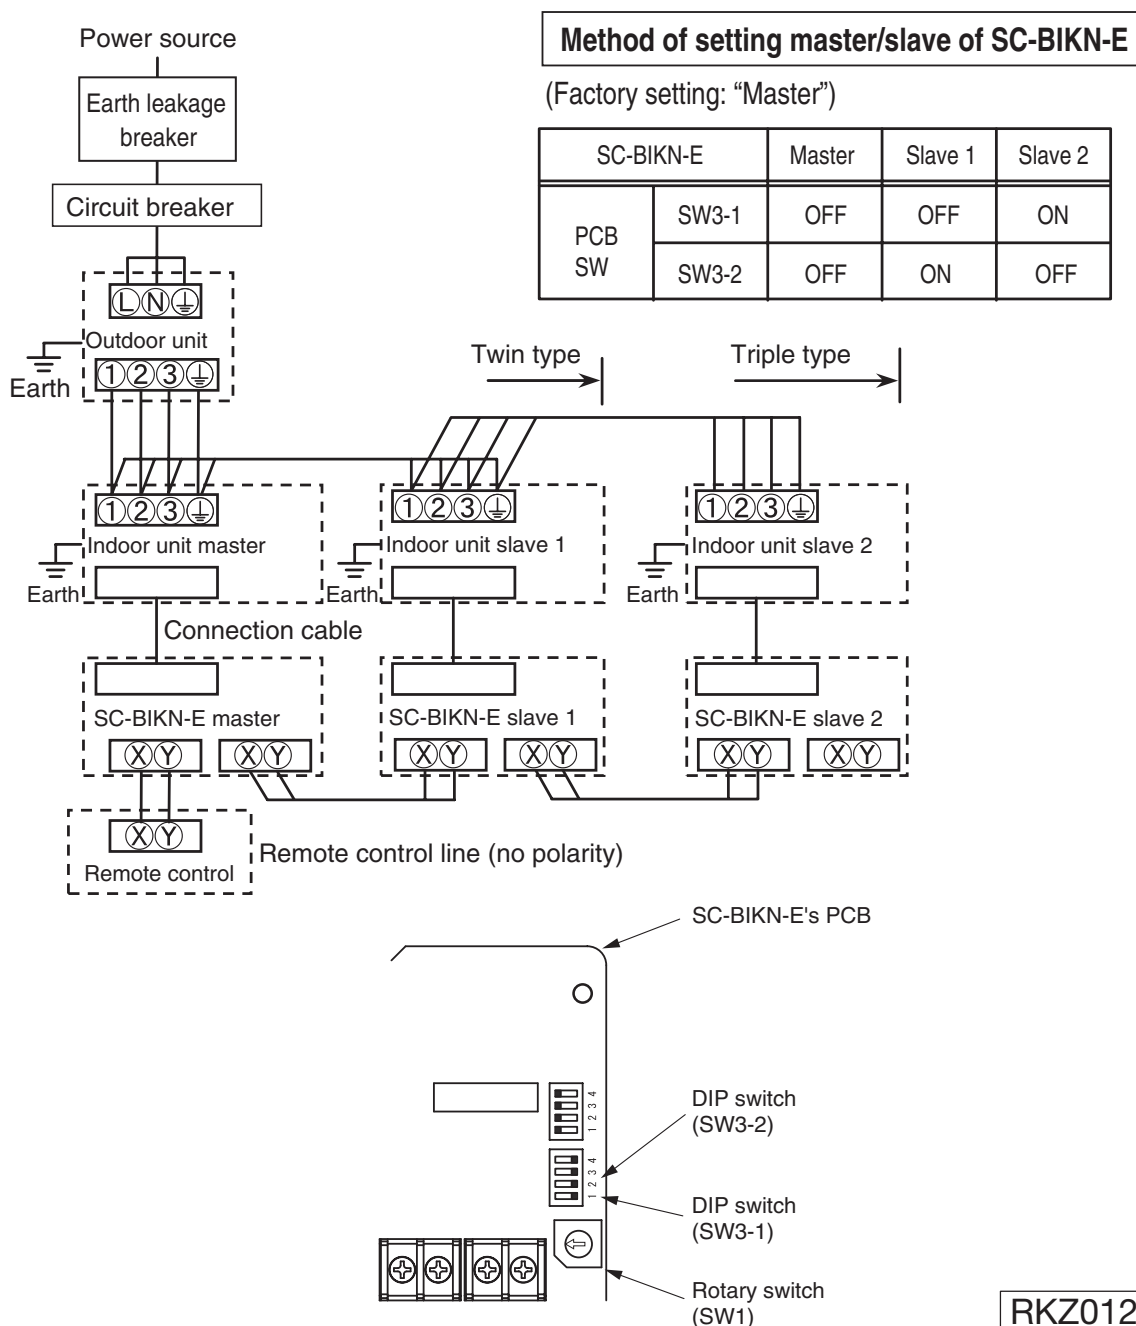 Power source
Earth leakage
breaker
Circuit breaker
Method of setting master/slave of SC-BIKN-E
(Factory setting: “Master”)
SC-BIKN-E Master Slave 1 Slave 2
PCB
SW
SW3-1 OFF OFF ON
SW3-2 OFF ON OFF
L N
Outdoor unit
Earth
1 2 3
Twin type
Triple type
1 2 3
Indoor unit master
Earth
1 2 3
Indoor unit slave 1
Earth
1 2 3
Indoor unit slave 2
Earth
Connection cable
SC-BIKN-E master
X Y X Y
SC-BIKN-E slave 1
X Y X Y
SC-BIKN-E slave 2
X Y X Y
X Y
Remote control
Remote control line (no polarity)
SC-BIKN-E's PCB
1 2 3 4
DIP switch
(SW3-2)
1 2 3 4
DIP switch
(SW3-1)
Rotary switch
(SW1)
RKZ012